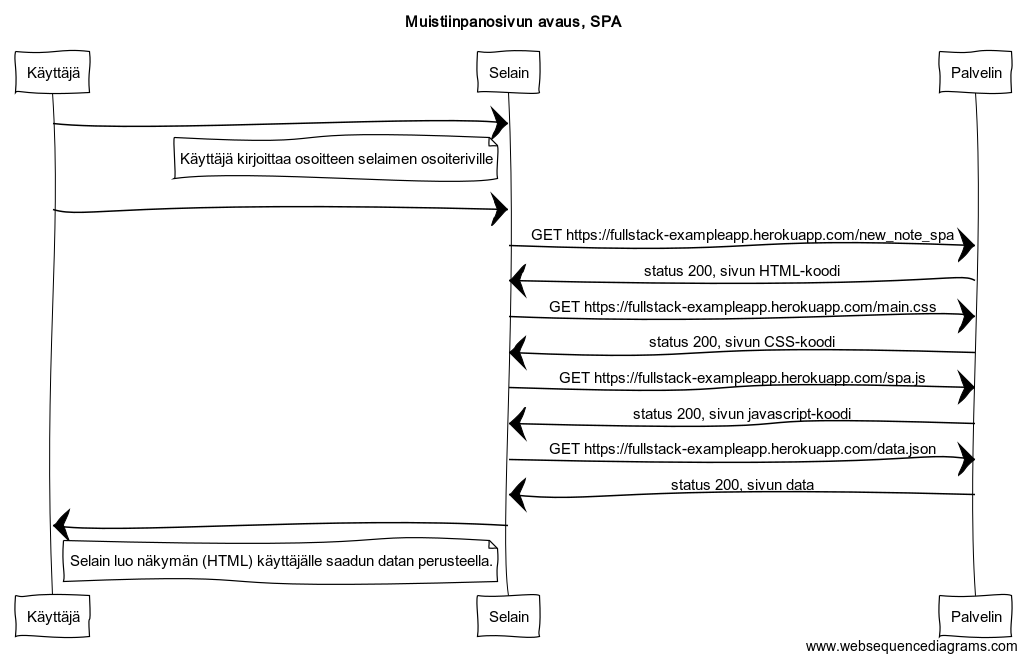 Muistiinpanosivun avaus, SPA
Käyttäjä
Selain
Palvelin
Käyttäjä kirjoittaa osoitteen selaimen osoiteriville
GET https://fullstack-exampleapp.herokuapp.com/new_note_spa
status 200, sivun HTML-koodi
GET https://fullstack-exampleapp.herokuapp.com/main.css
status 200, sivun CSS-koodi
GET https://fullstack-exampleapp.herokuapp.com/spa.js
status 200, sivun javascript-koodi
GET https://fullstack-exampleapp.herokuapp.com/data.json
status 200, sivun data
Selain luo näkymän (HTML) käyttäjälle saadun datan perusteella.
Käyttäjä
Selain
Palvelin
www.websequencediagrams.com